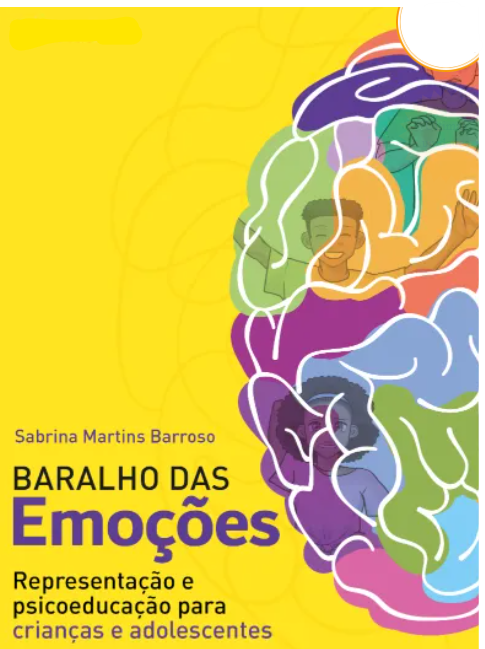 Sabrina Martins Barroso
BARALHO DAS
Emoções
Representação e
psicoeducação para
crianças e adolescentes